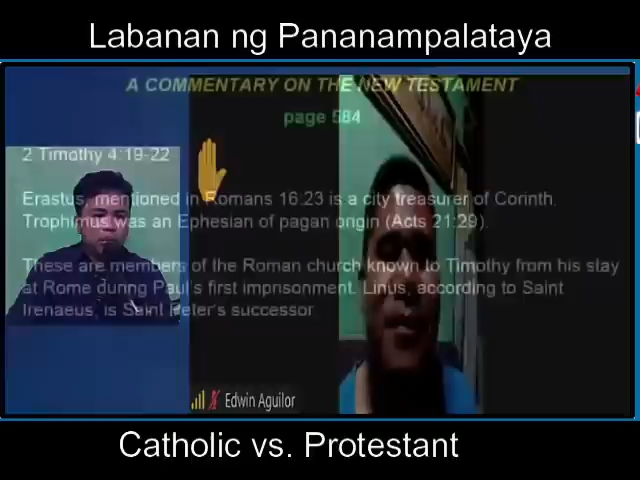 Labanan ng Pananampalataya
A COMMENTARY ON THE NEW TESTAMENT
page 584
2 Timothy 4:19-22
Erastus, mentioned in Romans 16:23 is a city treasurer of Corinth.
Trophimus was an Ephesian of pagan origin (Acts 21:29).
These are members of the Roman church known to Timothy from his stay
at Rome during Paul's first imprisonment. Linus, according to Saint
Irenaeus, is Saint Peter's successor
Edwin Aguilor
Catholic vs. Protestant